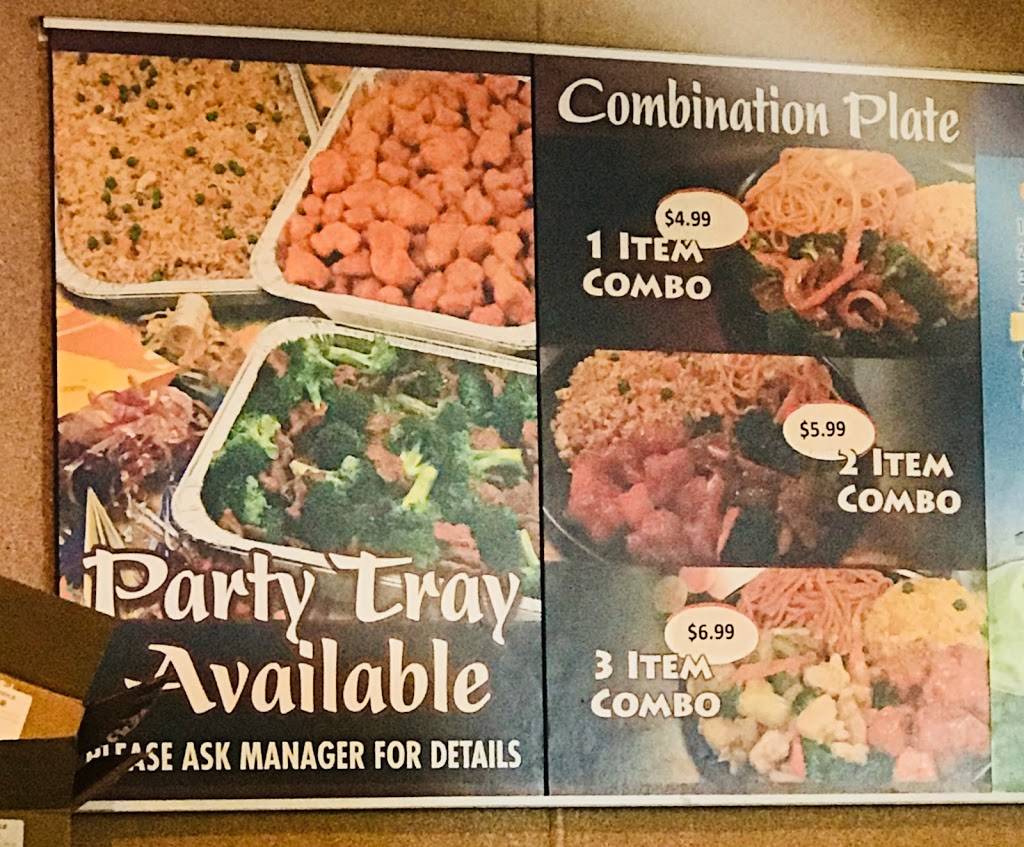 Party Tray
Available
PLEASE ASK MANAGER FOR DETAILS
Combination Plate
$4.99
1 Item
Combo
$5.99
2 Item
Combo
$6.99
3 Item
Combo